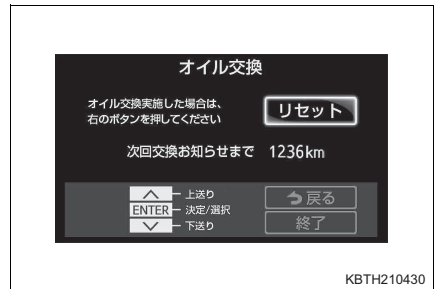 オイル交換
オイル交換実施した場合は、
右のボタンを押してください
リセット
次回交換お知らせまで 1236km
上送り
ENTER 決定/選択
下送り
戻る
終了
KBTH210430